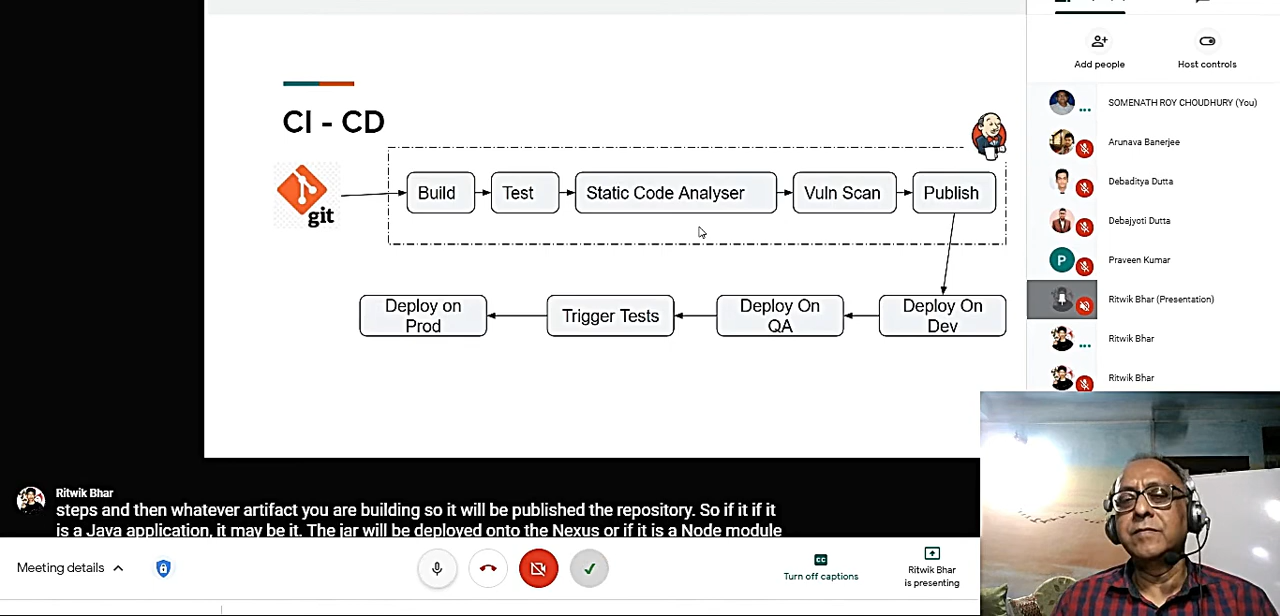 CI - CD
git
Build
Test
Static Code Analyser
Vuln Scan
Publish
Deploy on
Prod
Trigger Tests
Deploy On
QA
Deploy On
Dev
Add people
Host controls
SOMENATH ROY CHOUDHURY (You)
Arunava Banerjee
Debaditya Dutta
Debajyoti Dutta
P
Praveen Kumar
Ritwik Bhar (Presentation)
Ritwik Bhar
Ritwik Bhar
Ritwik Bhar
steps and then whatever artifact you are building so it will be published the repository. So if it if it
is a Java application, it may be it. The jar will be deployed onto the Nexus or if it is a Node module
Meeting details
CC
Turn off captions
Ritwik Bhar
is presenting